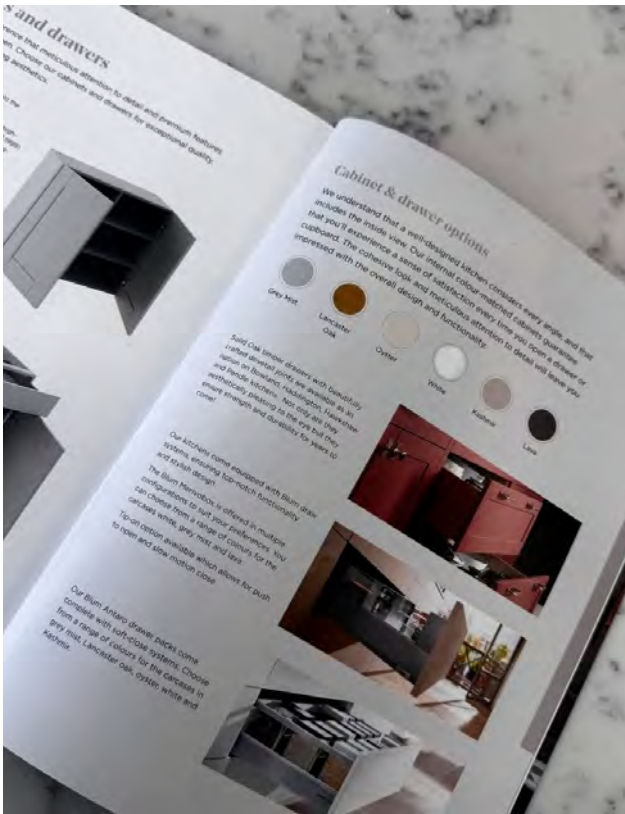 s and drawers
rence that meticulous attention to detail and premium features
en. Choose our cabinets and drawers for exceptional quality,
ng aesthetics.
Cabinet & drawer options
We understand that a well-designed kitchen considers every angle, and that
includes the inside view. Our internal colour-matched cabinets guarantee
that you'll experience a sense of satisfaction every time you open a drawer or
cupboard. The cohesive look and meticulous attention to detail will leave you
impressed with the overall design and functionality.
Grey Mist
Lancaster
Oak
Oyster
White
Kashmir
Lava
Solid Oak timber drawers with beautifully
crafted dovetail joints are available as an
option on Bowland, Haddington, Hawkshaw
and Pendle kitchens. Not only are they
aesthetically pleasing to the eye but they
ensure strength and durability for years to
come!
Our kitchens come equipped with Blum draw
systems, ensuring top-notch functionality
and stylish design.
The Blum Merivobox is offered in multiple
configurations to suit your preferences. You
can choose from a range of colours for the
carcases white, grey mist and lava.
Tip-on option available which allows for push
to open and slow motion close.
Our Blum Antaro drawer packs come
complete with soft-close systems. Choose
from a range of colours for the carcases in
grey mist, Lancaster oak, oyster, white and
Kashmir.